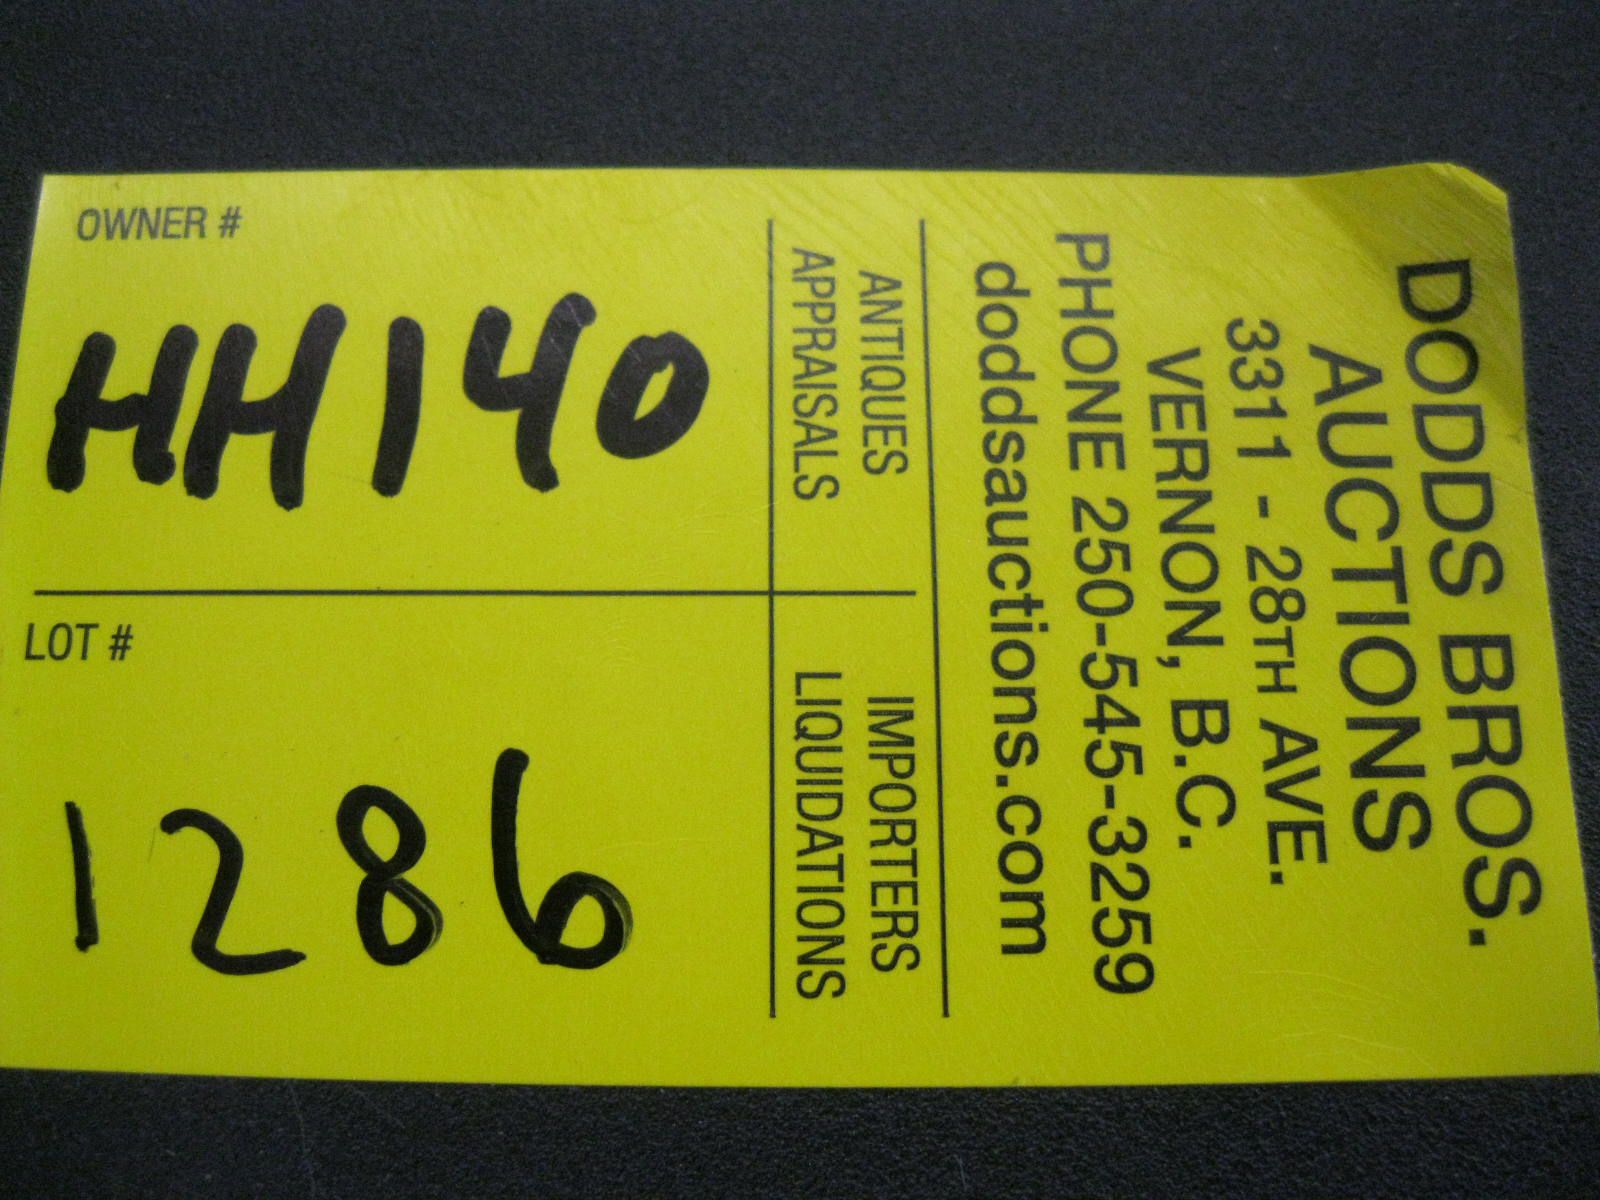 DODDS BROS.
AUCTIONS
3311 - 28TH AVE.
VERNON, B.C.
PHONE 250-545-3259
doddsauctions.com
ANTIQUES
APPRAISALS
IMPORTERS
LIQUIDATIONS
OWNER #
HH140
LOT #
1286